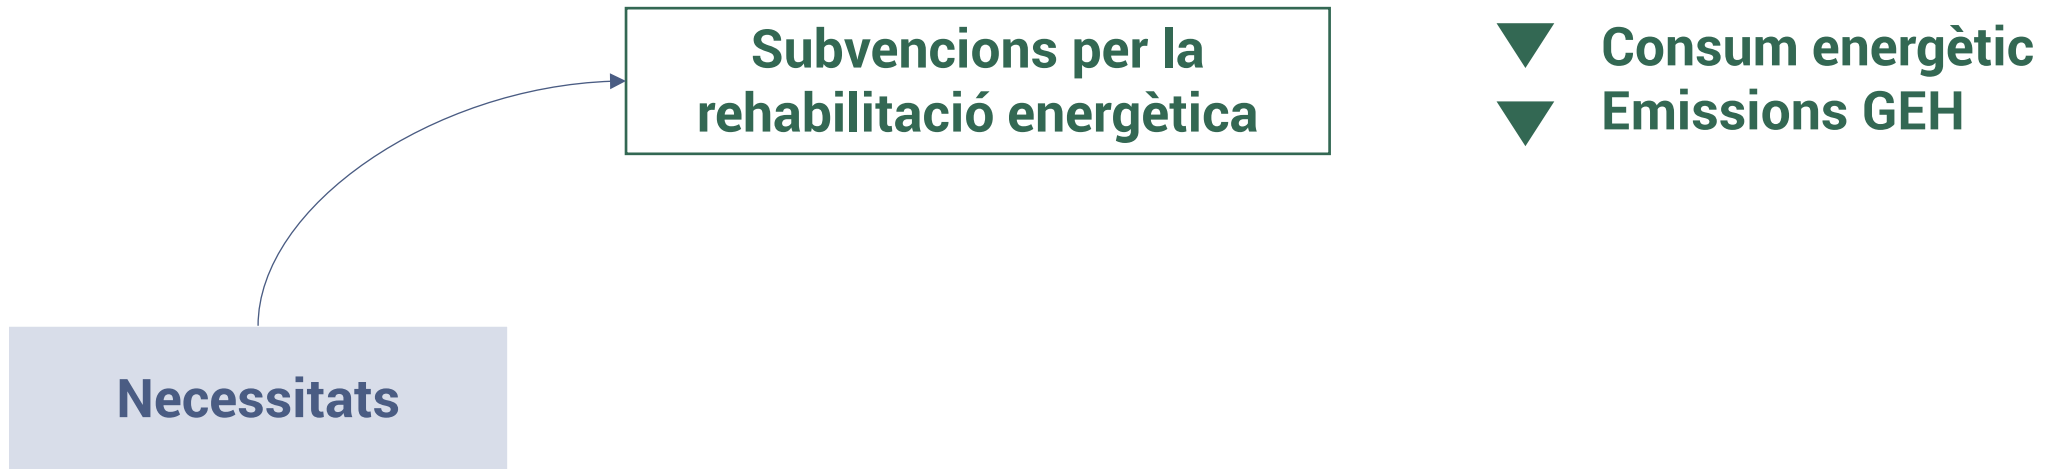 Subvencions per la
rehabilitació energètica
Consum energètic
Emissions GEH
Necessitats